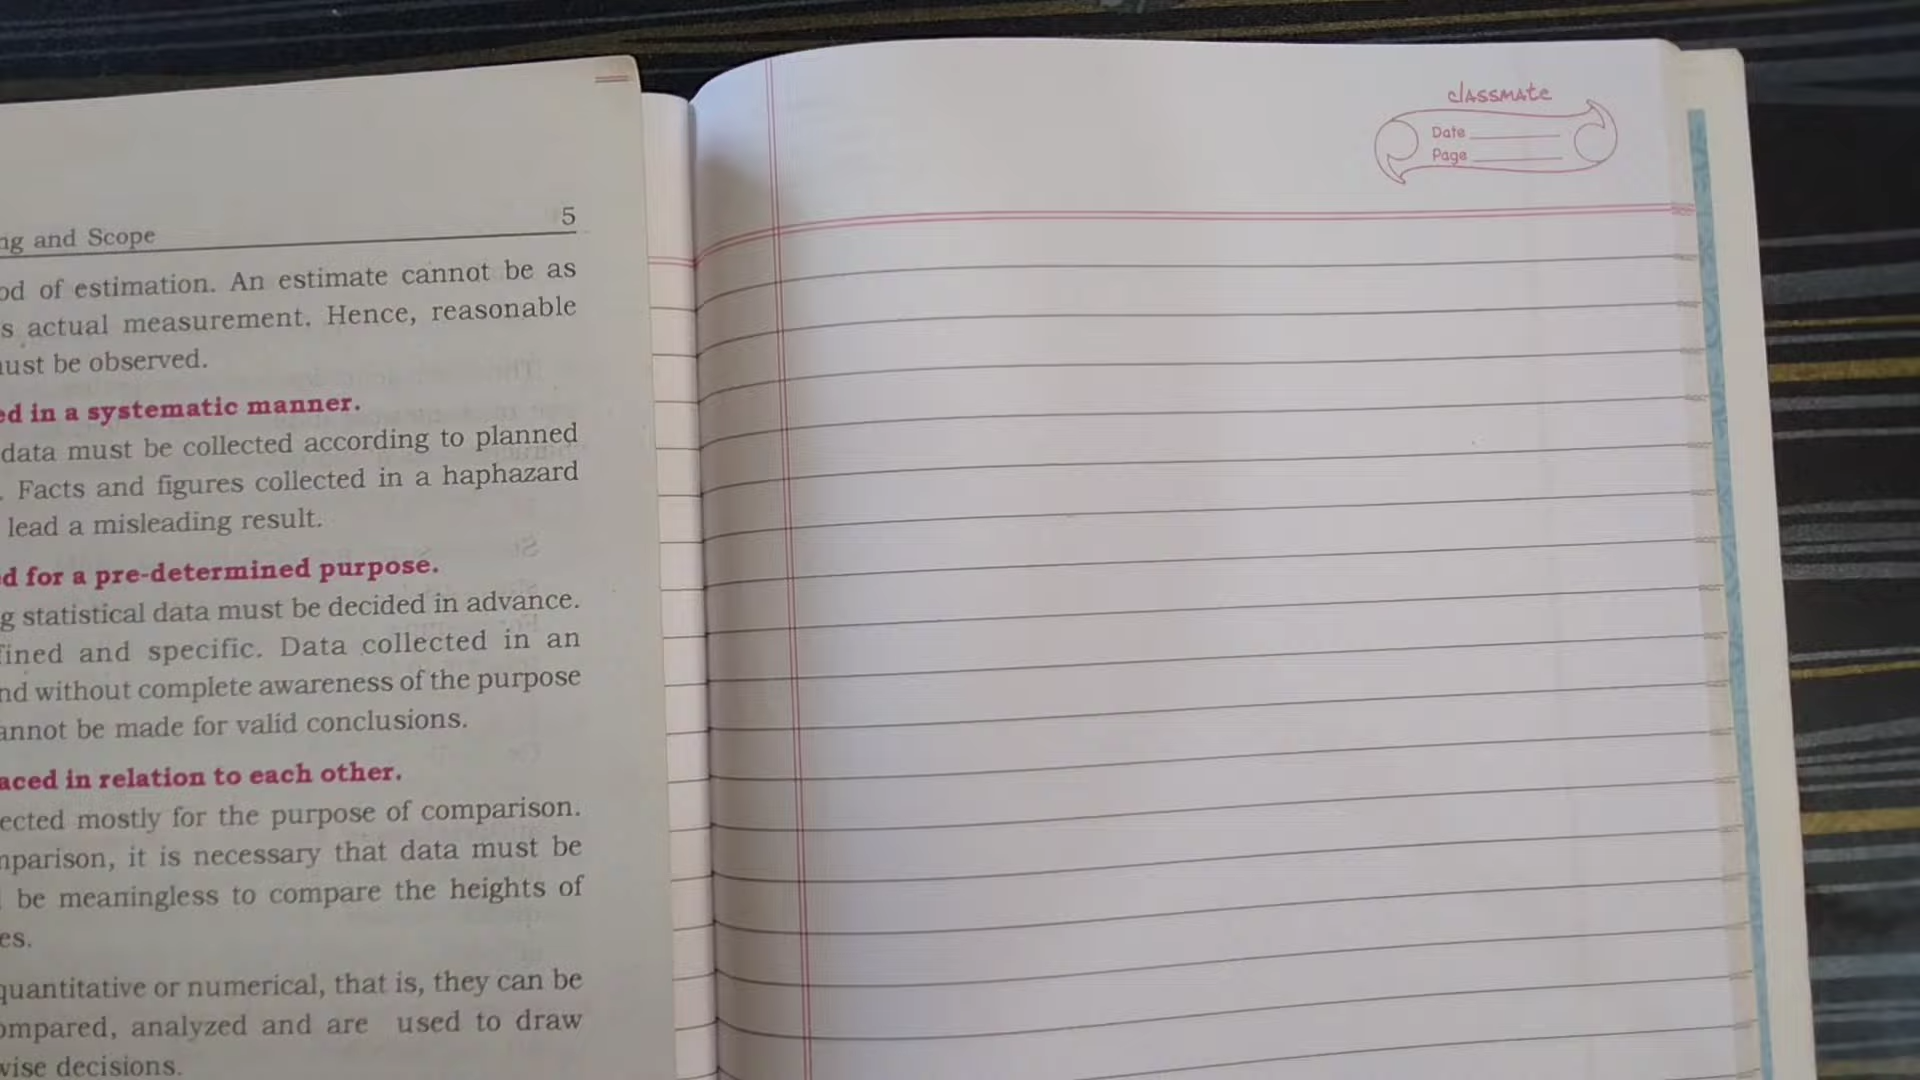 ng and Scope 5
od of estimation. An estimate cannot be as
s actual measurement. Hence, reasonable
ust be observed.
ed in a systematic manner.
data must be collected according to planned
. Facts and figures collected in a haphazard
lead a misleading result.
d for a pre-determined purpose.
g statistical data must be decided in advance.
fined and specific. Data collected in an
nd without complete awareness of the purpose
annot be made for valid conclusions.
aced in relation to each other.
ected mostly for the purpose of comparison.
mparison, it is necessary that data must be
be meaningless to compare the heights of
es.
quantitative or numerical, that is, they can be
ompared, analyzed and are used to draw
wise decisions.
classmate
Date
Page